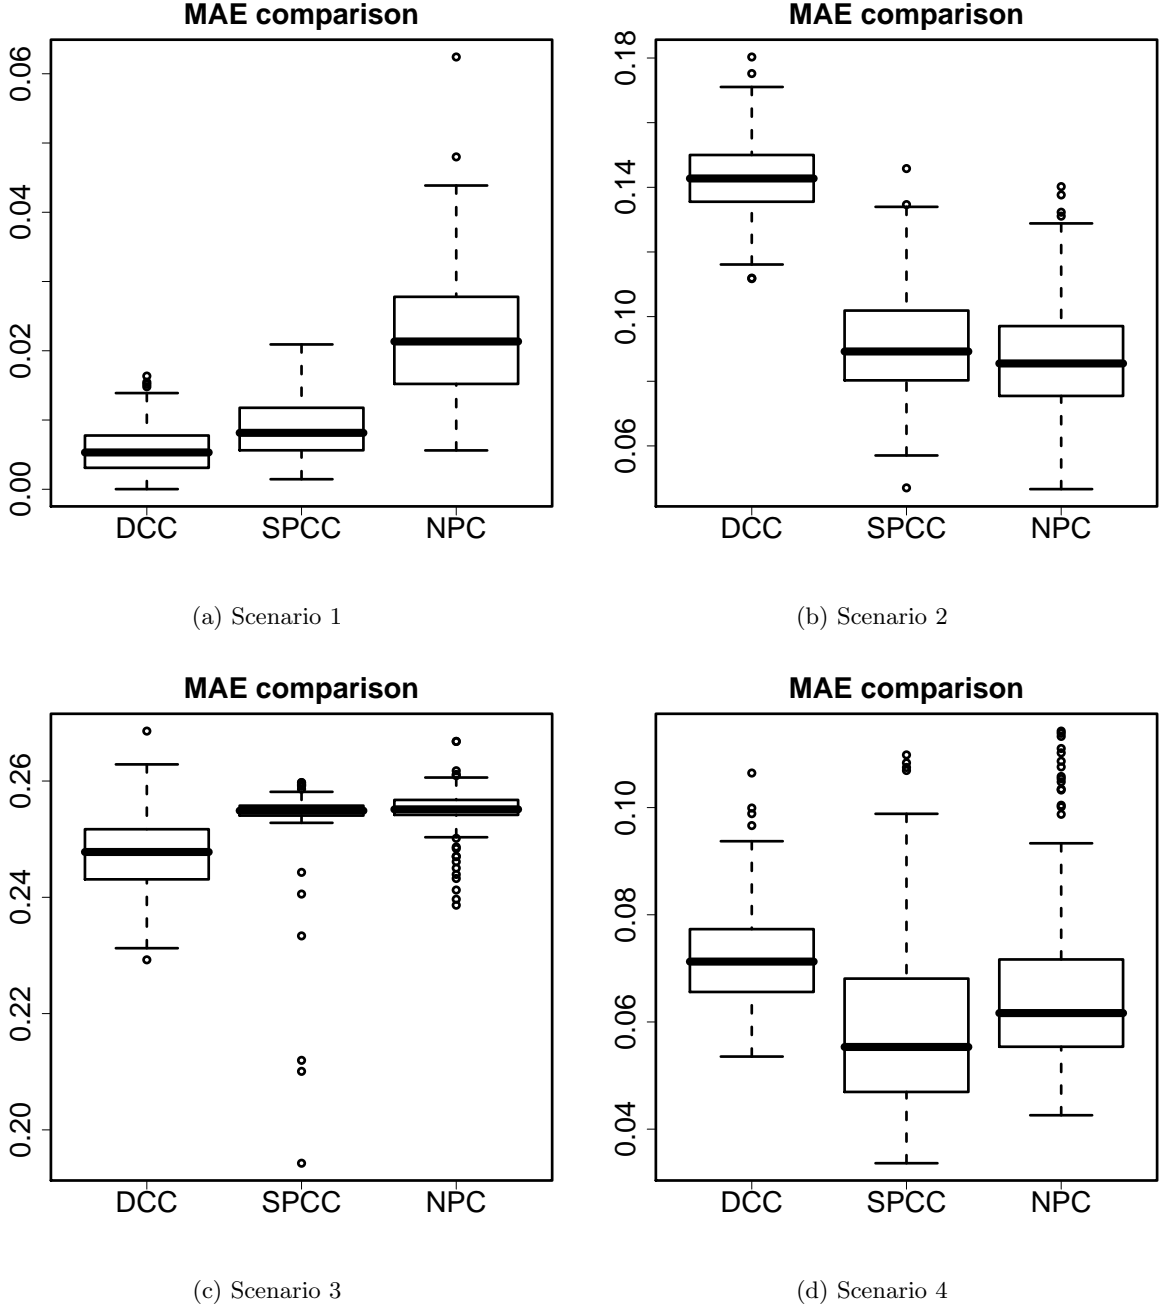 MAE comparison
0.06
0.04
0.02
0.00
DCC SPCC NPC
(a) Scenario 1
MAE comparison
0.18
0.14
0.10
0.06
DCC SPCC NPC
(b) Scenario 2
MAE comparison
0.26
0.24
0.22
0.20
DCC SPCC NPC
(c) Scenario 3
MAE comparison
0.10
0.08
0.06
0.04
DCC SPCC NPC
(d) Scenario 4